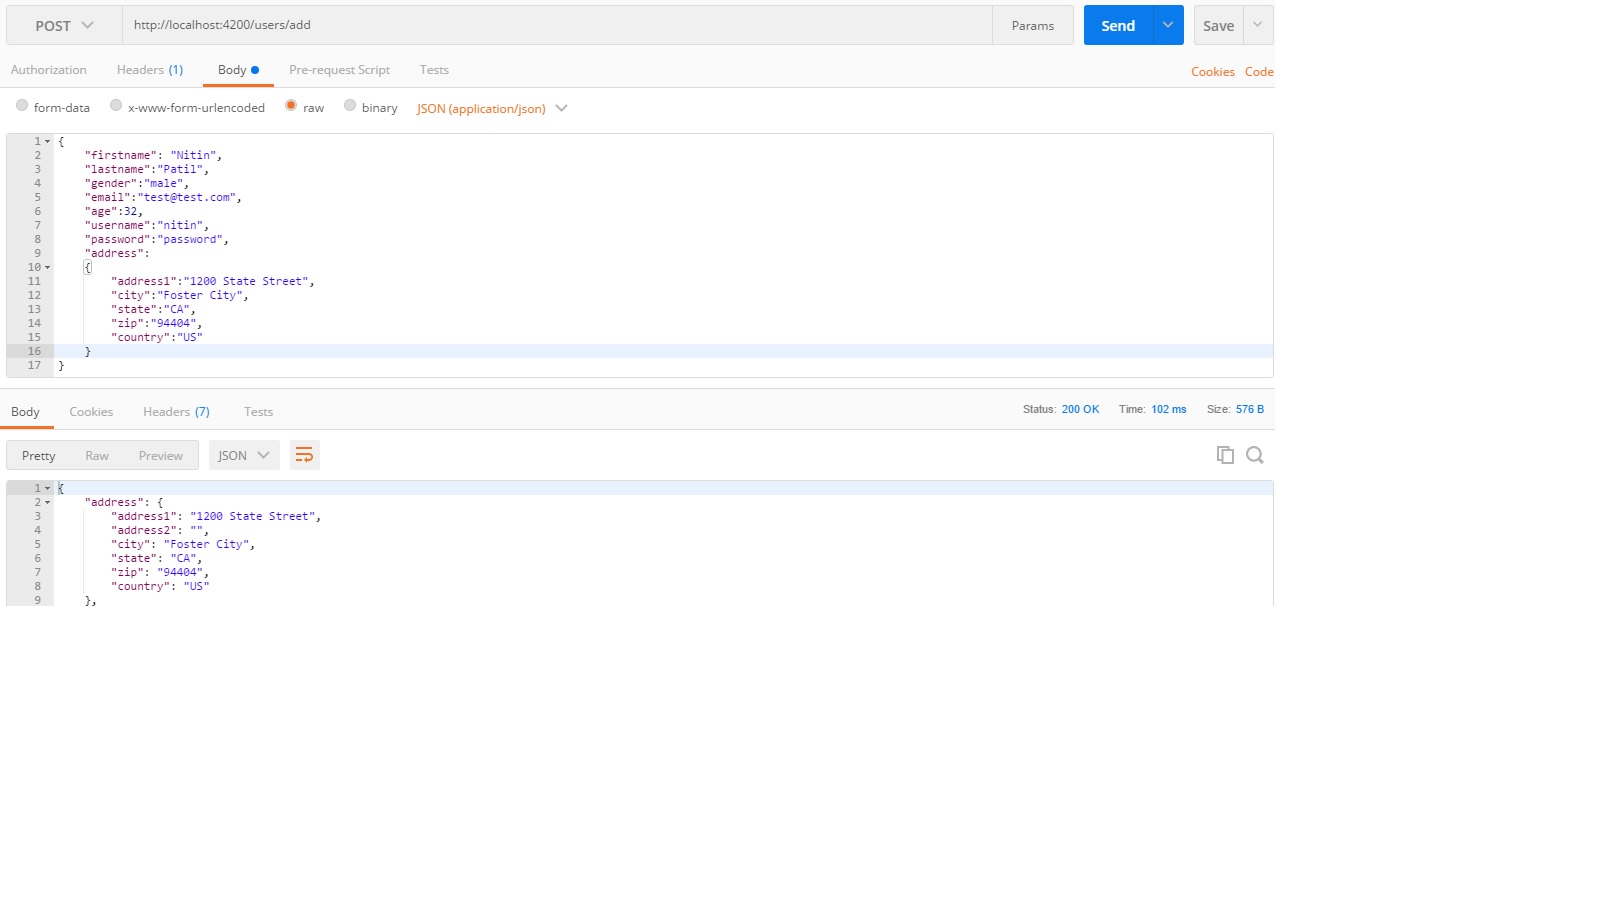 POST http://localhost:4200/users/add Params Send Save
Authorization Headers (1) Body Pre-request Script Tests Cookies Code
form-data x-www-form-urlencoded raw binary JSON (application/json)
1 {
2 "firstname": "Nitin",
3 "lastname":"Patil",
4 "gender":"male",
5 "email":"test@test.com",
6 "age":32,
7 "username":"nitin",
8 "password":"password",
9 "address":
10 {
11 "address1":"1200 State Street",
12 "city":"Foster City",
13 "state":"CA",
14 "zip":"94404",
15 "country":"US"
16 }
17 }
Body Cookies Headers (7) Tests Status: 200 OK Time: 102 ms Size: 576 B
Pretty Raw Preview JSON
1 {
2 "address": {
3 "address1": "1200 State Street",
4 "address2": "",
5 "city": "Foster City",
6 "state": "CA",
7 "zip": "94404",
8 "country": "US"
9 },